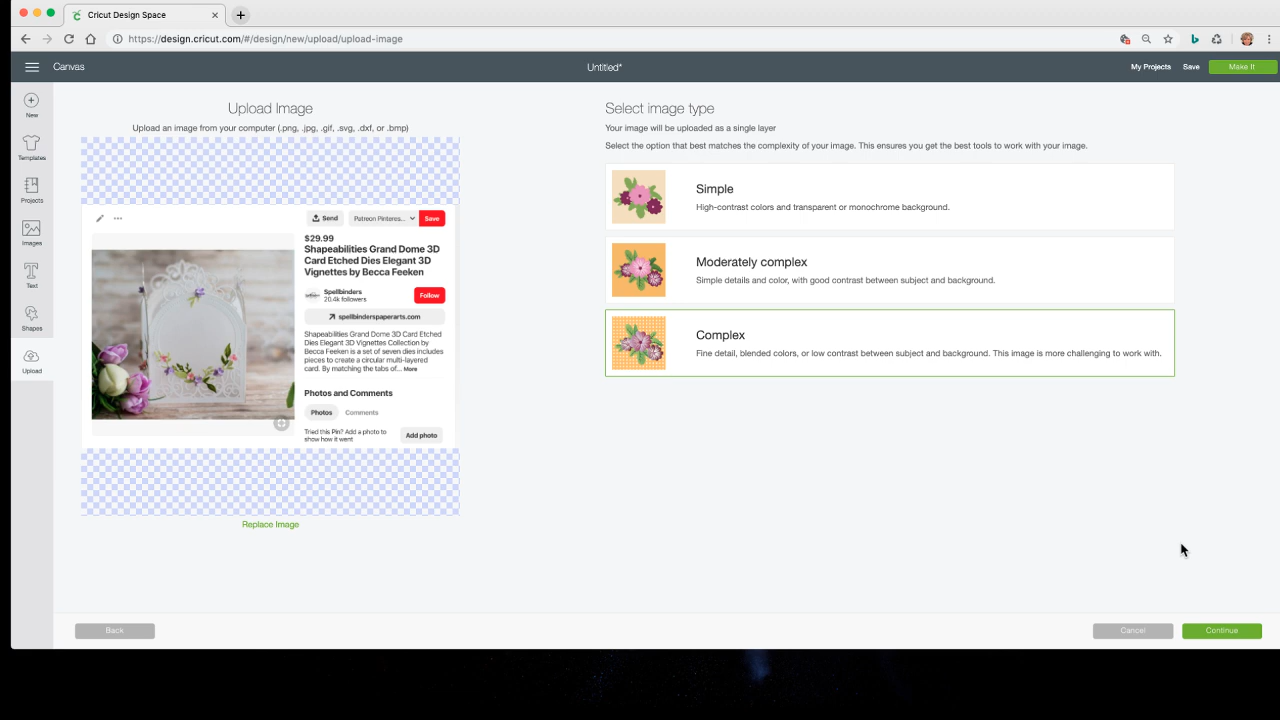 Cricut Design Space
https://design.cricut.com/#/design/new/upload/upload-image
Canvas
Untitled*
My Projects
Save
Make It
New
Templates
Projects
Images
Text
Shapes
Upload
Upload Image
Upload an image from your computer (.png, .jpg, .gif, .svg, .dxf, or .bmp)
Send
Patreon Pinteres...
Save
$29.99
Shapeabilities Grand Dome 3D
Card Etched Dies Elegant 3D
Vignettes by Becca Feeken
Spellbinders
20.4k followers
Follow
spellbinderspaperarts.com
Shapeabilities Grand Dome 3D Card Etched
Dies Elegant 3D Vignettes Collection by
Becca Feeken is a set of seven dies includes
pieces to create a circular multi-layered
card. By matching the tabs of... More
Photos and Comments
Photos
Comments
Tried this Pin? Add a photo to
show how it went
Add photo
Replace Image
Select image type
Your image will be uploaded as a single layer
Select the option that best matches the complexity of your image. This ensures you get the best tools to work with your image.
Simple
High-contrast colors and transparent or monochrome background.
Moderately complex
Simple details and color, with good contrast between subject and background.
Complex
Fine detail, blended colors, or low contrast between subject and background. This image is more challenging to work with.
Back
Cancel
Continue